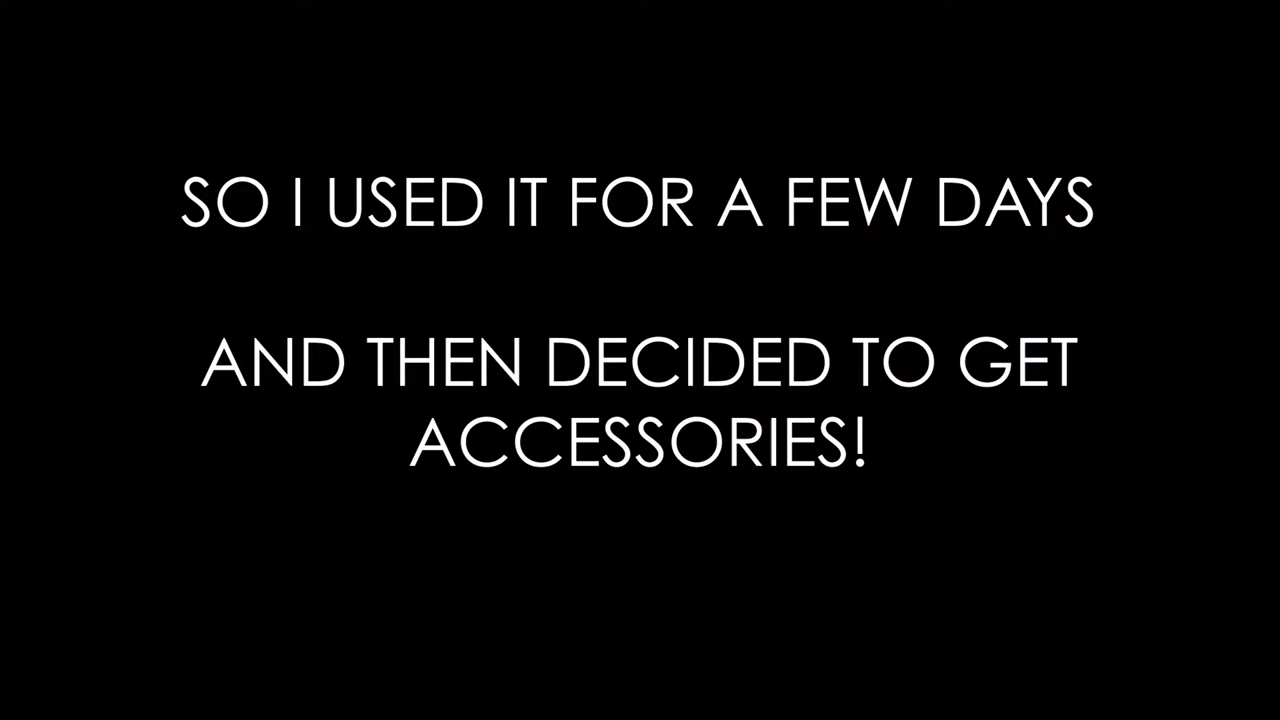 SO I USED IT FOR A FEW DAYS
AND THEN DECIDED TO GET
ACCESSORIES!